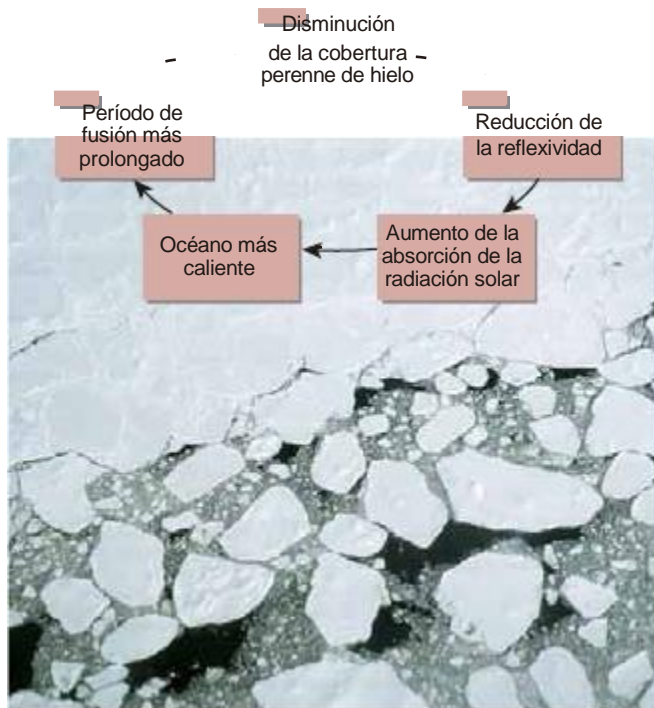 Disminución
de la cobertura
perenne de hielo
Período de
fusión más
prolongado
Reducción de
la reflexividad
Océano más
caliente
Aumento de la
absorción de la
radiación solar